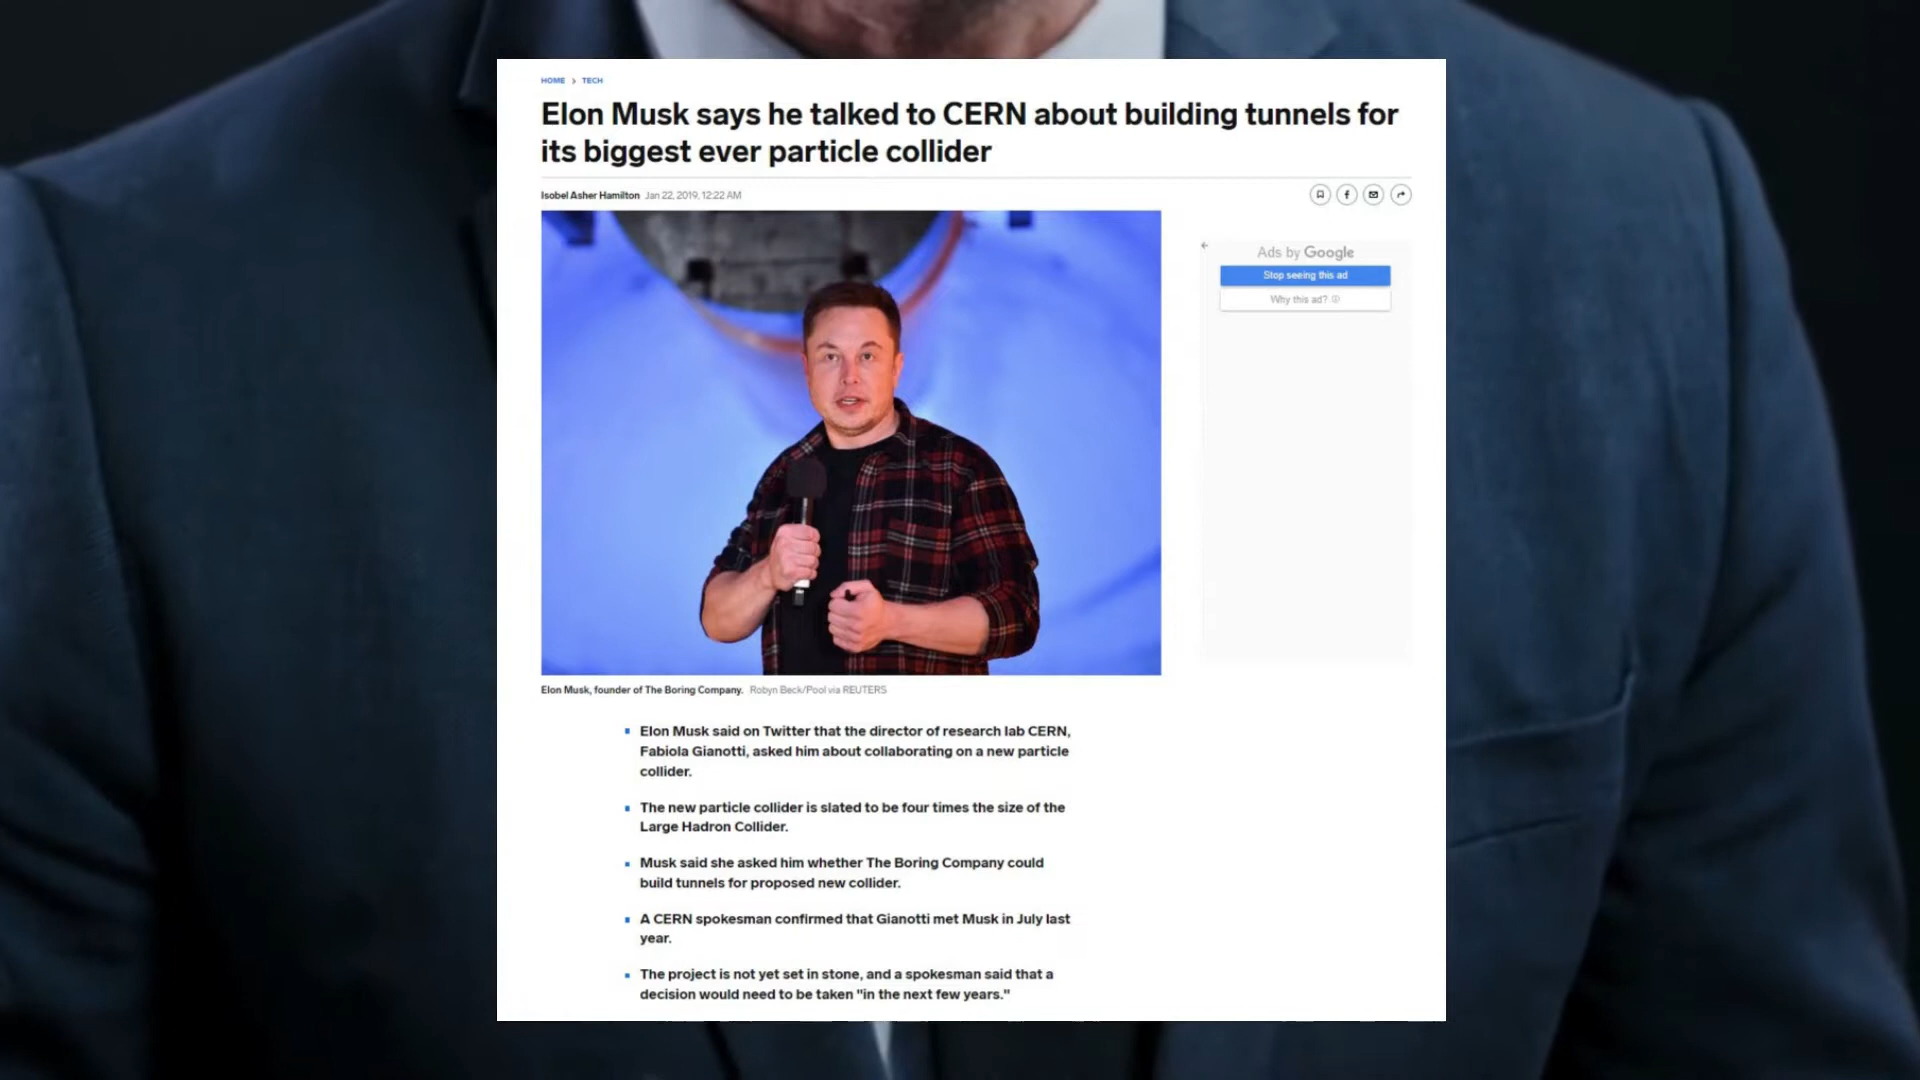 HOME > TECH
Elon Musk says he talked to CERN about building tunnels for
its biggest ever particle collider
Isobel Asher Hamilton Jan 22, 2019, 12:22 AM
Ads by Google
Stop seeing this ad
Why this ad?
Elon Musk, founder of The Boring Company. Robyn Beck/Pool via REUTERS
Elon Musk said on Twitter that the director of research lab CERN,
Fabiola Gianotti, asked him about collaborating on a new particle
collider.
The new particle collider is slated to be four times the size of the
Large Hadron Collider.
Musk said she asked him whether The Boring Company could
build tunnels for proposed new collider.
A CERN spokesman confirmed that Gianotti met Musk in July last
year.
The project is not yet set in stone, and a spokesman said that a
decision would need to be taken "in the next few years."